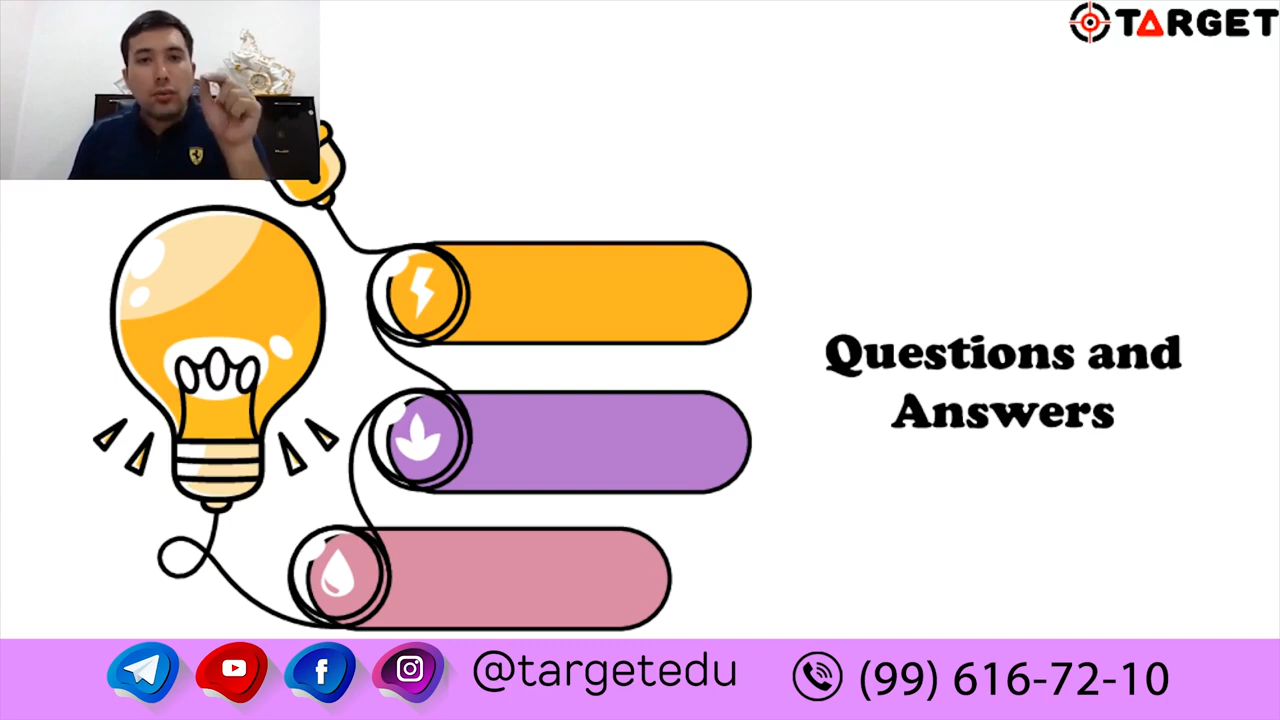 TARGET
Questions and
Answers
@targetedu
(99) 616-72-10